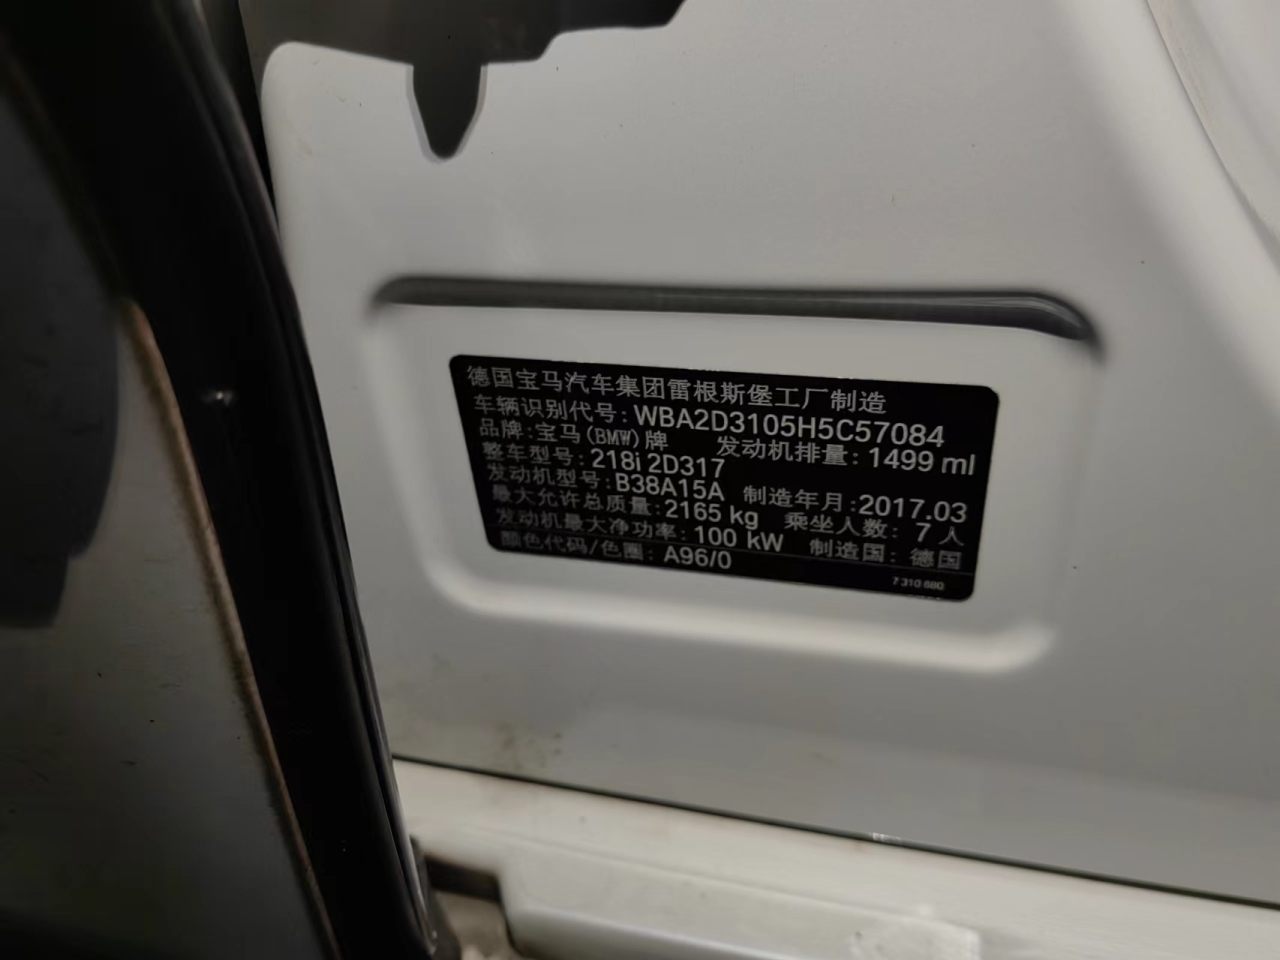 德国宝马汽车集团雷根斯堡工厂制造
车辆识别代号: WBA2D3105H5C57084
品牌: 宝马(BMW)牌 发动机排量: 1499 ml
整车型号: 218i 2D317
发动机型号: B38A15A 制造年月: 2017.03
最大允许总质量: 2165 kg 乘坐人数: 7 人
发动机最大净功率: 100 kW 制造国: 德国
颜色代码/色圈: A96/0
7 310 680